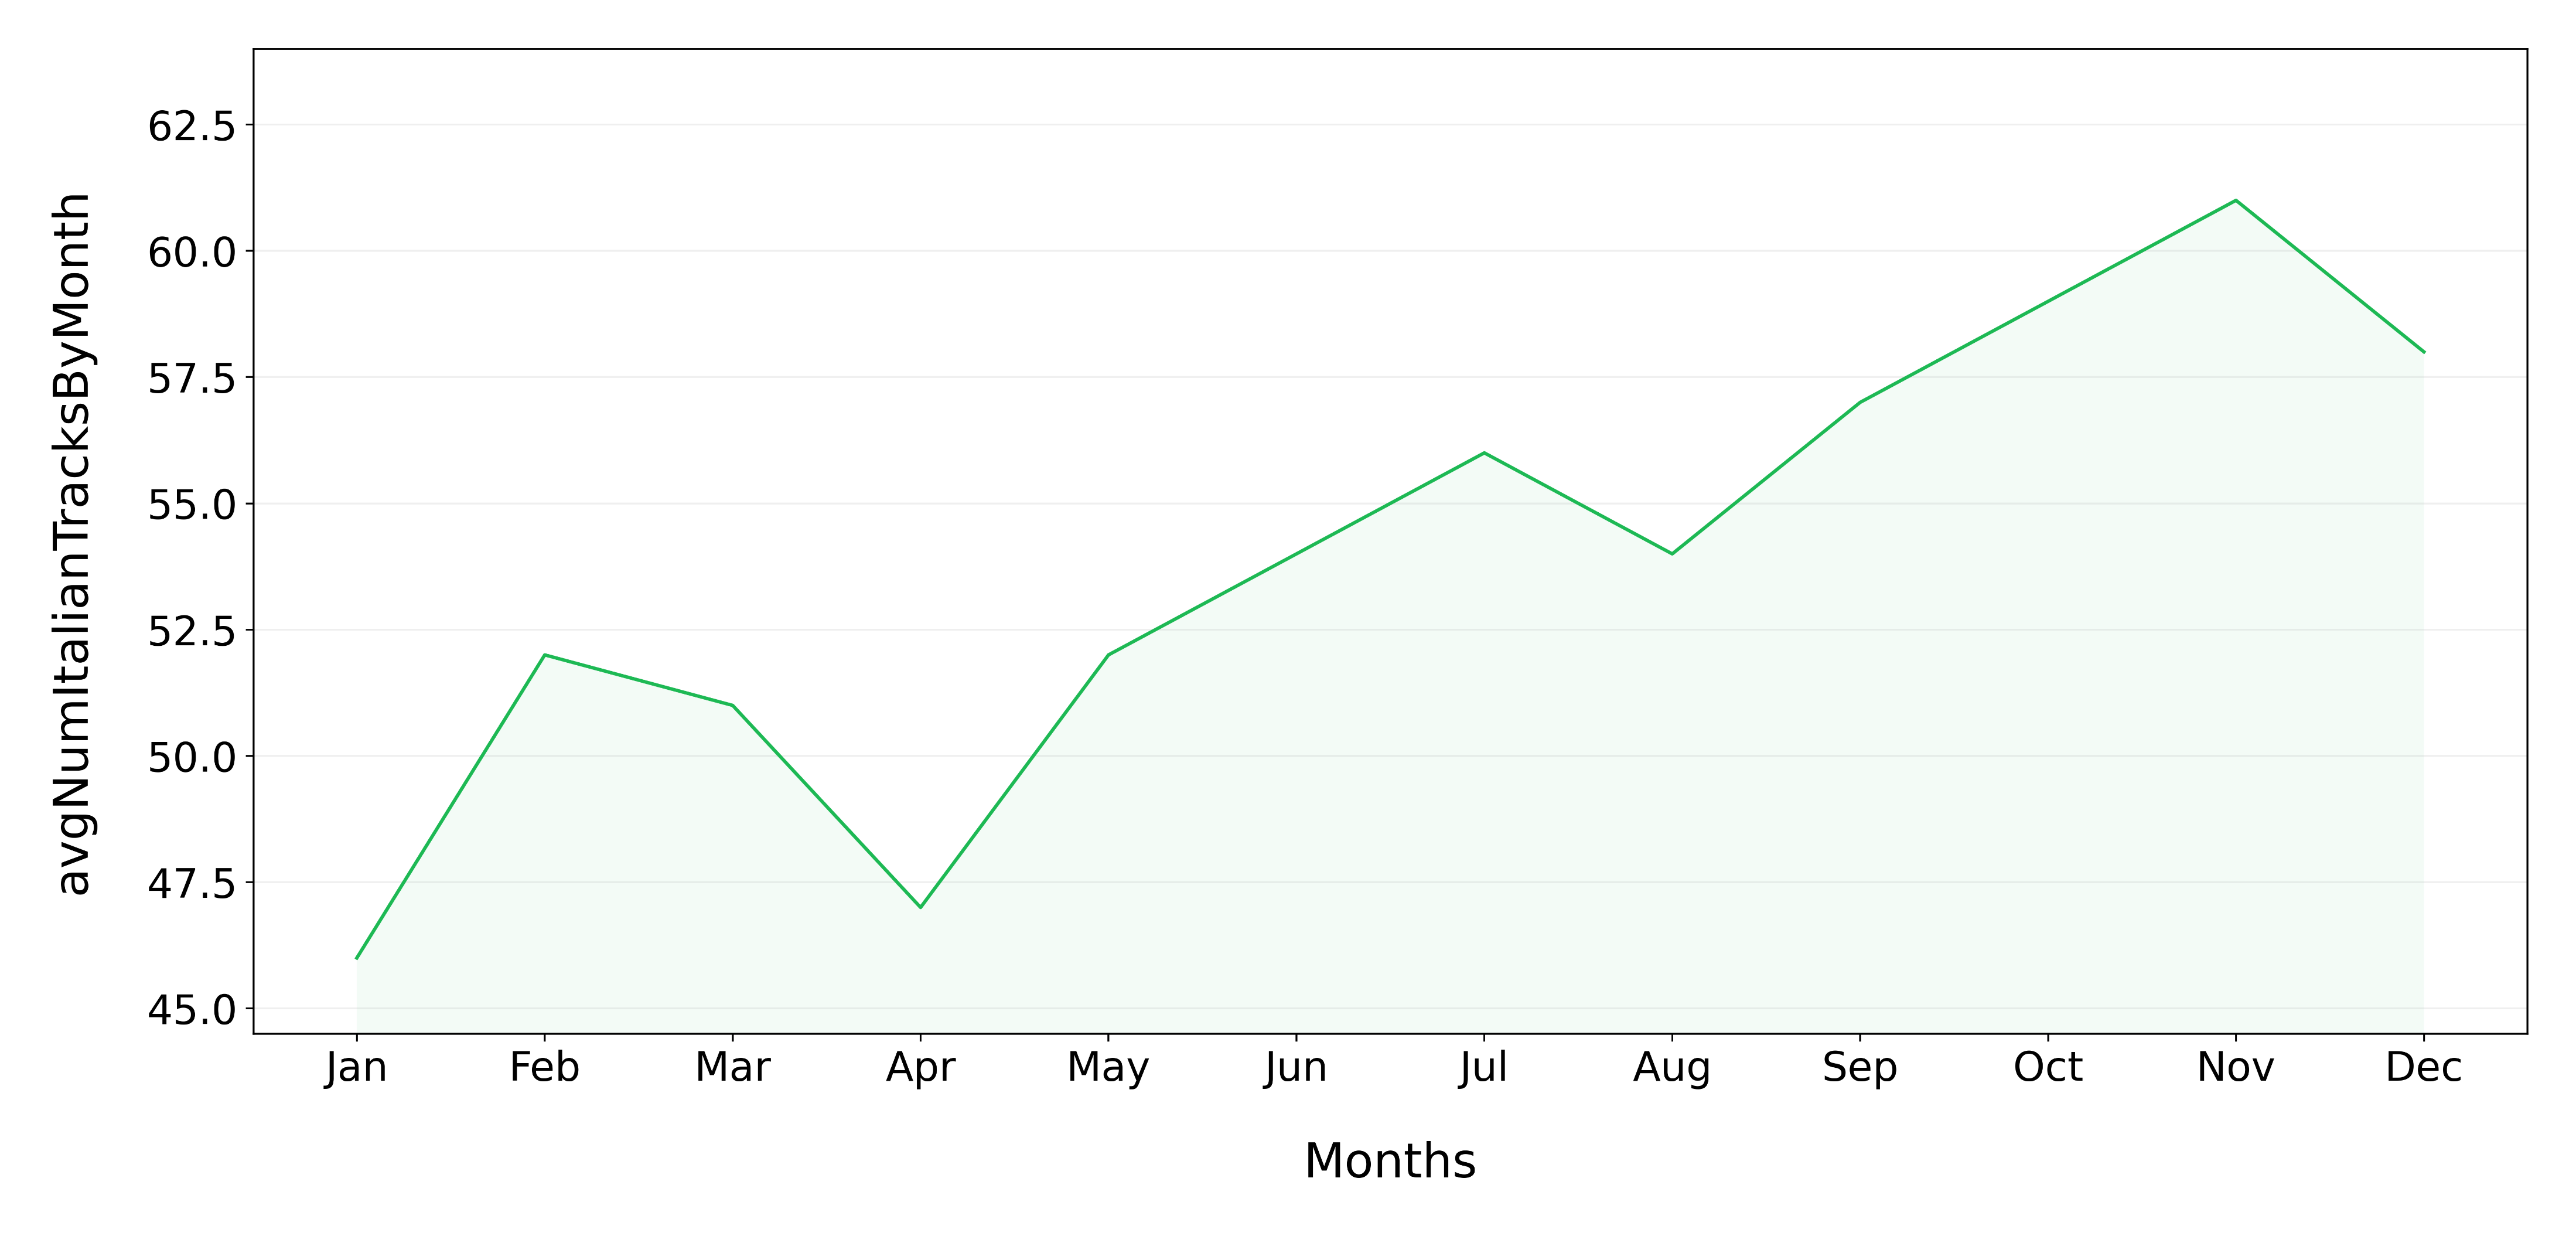 avgNumItalianTracksByMonth
62.5
60.0
57.5
55.0
52.5
50.0
47.5
45.0
Jan Feb Mar Apr May Jun Jul Aug Sep Oct Nov Dec
Months